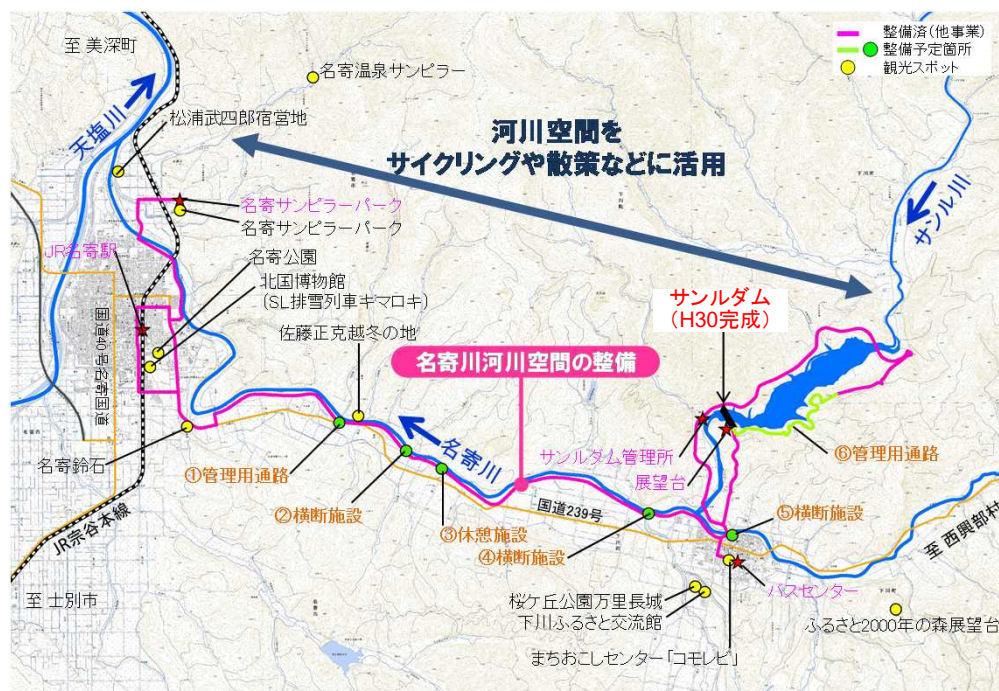 整備済(他事業)
整備予定箇所
観光スポット
至 美深町
名寄温泉サンピラー
天塩川
松浦武四郎宿営地
河川空間を
サイクリングや散策などに活用
サンル川
名寄サンピラーパーク
名寄サンピラーパーク
JR名寄駅
名寄公園
北国博物館
(SL排雪列車キマロキ)
サンルダム
(H30完成)
佐藤正克越冬の地
国道40号名寄国道
名寄川河川空間の整備
名寄川
名寄鈴石
①管理用通路
サンルダム管理所
展望台
⑥管理用通路
②横断施設
国道239号
⑤横断施設
③休憩施設
④横断施設
至 西興部村
JR宗谷本線
バスセンター
至 士別市
桜ケ丘公園万里長城
下川ふるさと交流館
ふるさと2000年の森展望台
まちおこしセンター「コモレビ」